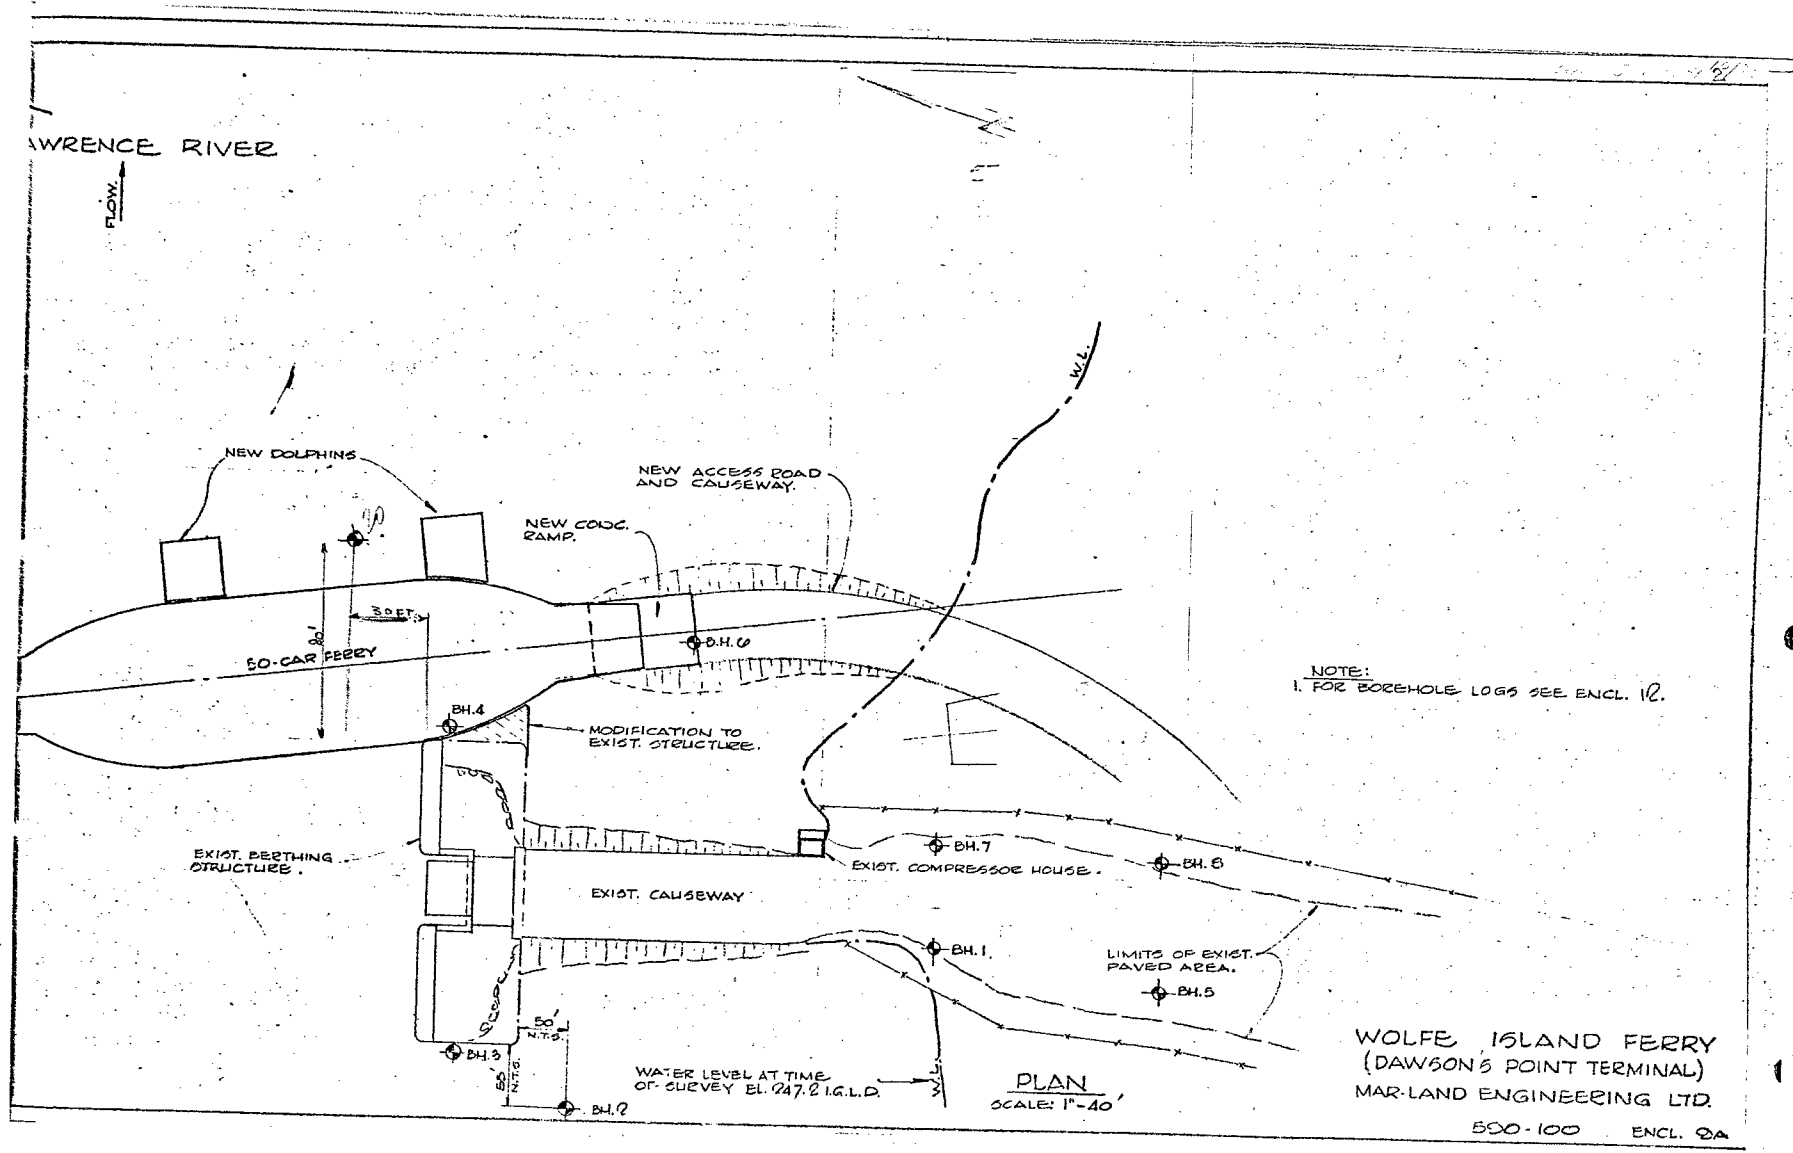 AWRENCE RIVER
FLOW.
W.L.
NEW DOLPHINS
NEW ACCESS ROAD
AND CAUSEWAY.
NEW CONC.
RAMP.
30 FT.
80'
50-CAR FERRY
B.H.6
NOTE:
1. FOR BOREHOLE LOGS SEE ENCL. 12.
BH.4
MODIFICATION TO
EXIST. STRUCTURE.
EXIST. BERTHING
STRUCTURE.
BH.7
BH.8
EXIST. COMPRESSOR HOUSE.
EXIST. CAUSEWAY
BH.1.
LIMITS OF EXIST.
PAVED AREA.
BH.5
50'
N.T.S.
BH.3
55'
N.T.S.
BH.2
WATER LEVEL AT TIME
OF SURVEY EL. 247.2 I.G.L.D.
W.L.
PLAN
SCALE: 1"-40'
WOLFE ISLAND FERRY
(DAWSON'S POINT TERMINAL)
MAR-LAND ENGINEERING LTD.
590-100 ENCL. 2A